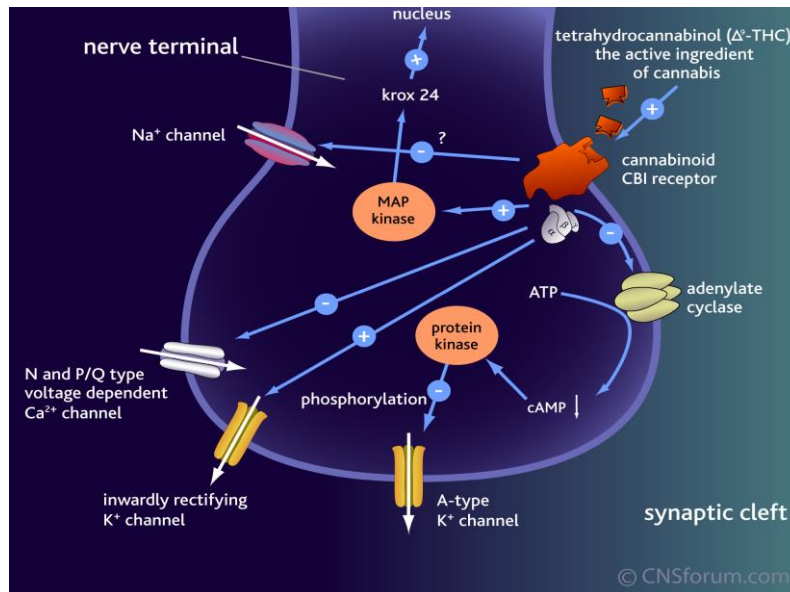 nucleus
nerve terminal
tetrahydrocannabinol (Δ⁹-THC)
the active ingredient
of cannabis
+
+
krox 24
Na⁺ channel
?
-
cannabinoid
CBI receptor
MAP
kinase
+
α β γ
-
ATP
adenylate
cyclase
-
+
protein
kinase
N and P/Q type
voltage dependent
Ca²⁺ channel
phosphorylation
-
cAMP
inwardly rectifying
K⁺ channel
A-type
K⁺ channel
synaptic cleft
© CNSforum.com